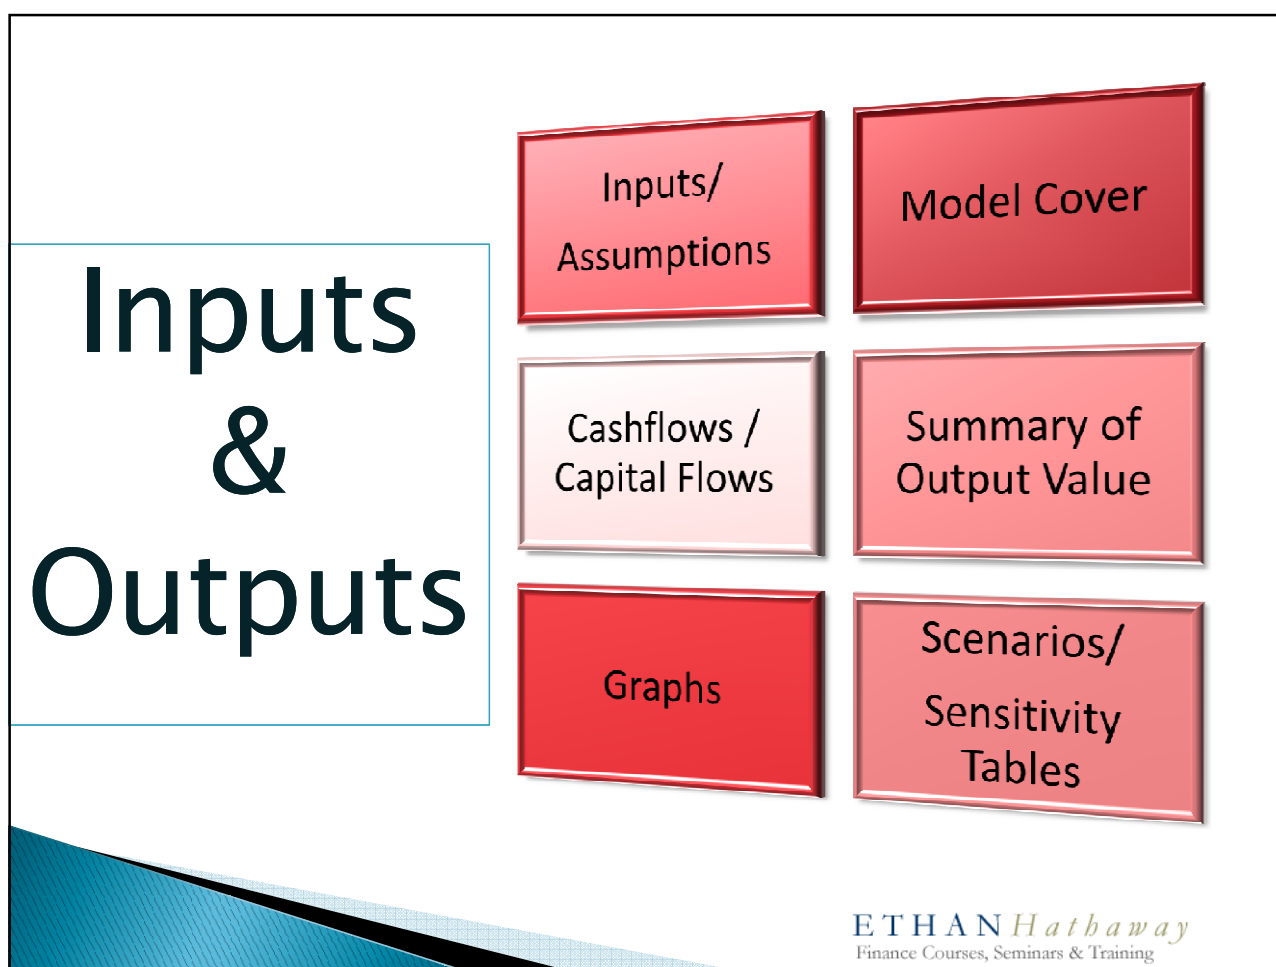 Inputs
&
Outputs
Inputs/
Assumptions
Model Cover
Cashflows /
Capital Flows
Summary of
Output Value
Graphs
Scenarios/
Sensitivity
Tables
ETHAN Hathaway
Finance Courses, Seminars & Training